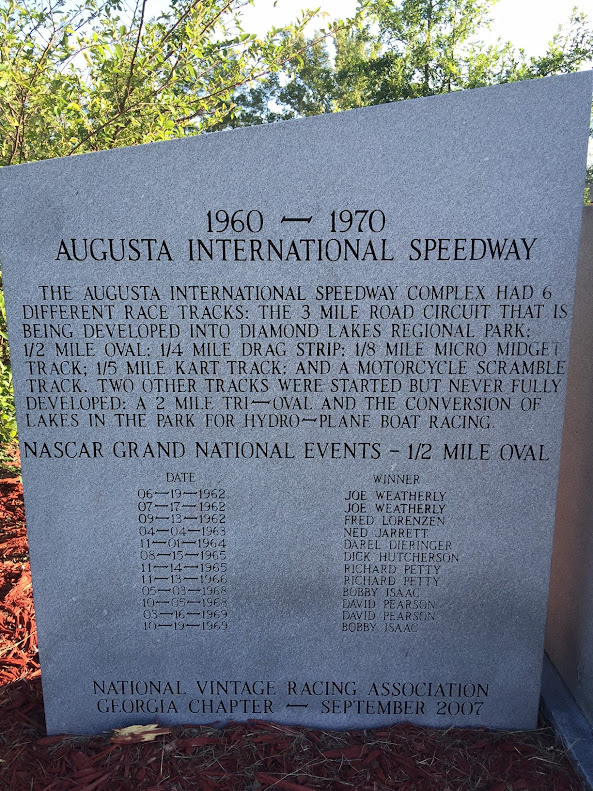 1960 — 1970
AUGUSTA INTERNATIONAL SPEEDWAY
THE AUGUSTA INTERNATIONAL SPEEDWAY COMPLEX HAD 6
DIFFERENT RACE TRACKS: THE 3 MILE ROAD CIRCUIT THAT IS
BEING DEVELOPED INTO DIAMOND LAKES REGIONAL PARK;
1/2 MILE OVAL; 1/4 MILE DRAG STRIP; 1/8 MILE MICRO MIDGET
TRACK; 1/5 MILE KART TRACK; AND A MOTORCYCLE SCRAMBLE
TRACK. TWO OTHER TRACKS WERE STARTED BUT NEVER FULLY
DEVELOPED: A 2 MILE TRI—OVAL AND THE CONVERSION OF
LAKES IN THE PARK FOR HYDRO—PLANE BOAT RACING.
NASCAR GRAND NATIONAL EVENTS - 1/2 MILE OVAL
DATE WINNER
06—19—1962 JOE WEATHERLY
07—17—1962 JOE WEATHERLY
09—13—1962 FRED LORENZEN
04—04—1963 NED JARRETT
11—01—1964 DAREL DIERINGER
08—15—1965 DICK HUTCHERSON
11—14—1965 RICHARD PETTY
11—13—1966 RICHARD PETTY
05—03—1968 BOBBY ISAAC
10—05—1968 DAVID PEARSON
03—16—1969 DAVID PEARSON
10—19—1969 BOBBY ISAAC
NATIONAL VINTAGE RACING ASSOCIATION
GEORGIA CHAPTER — SEPTEMBER 2007